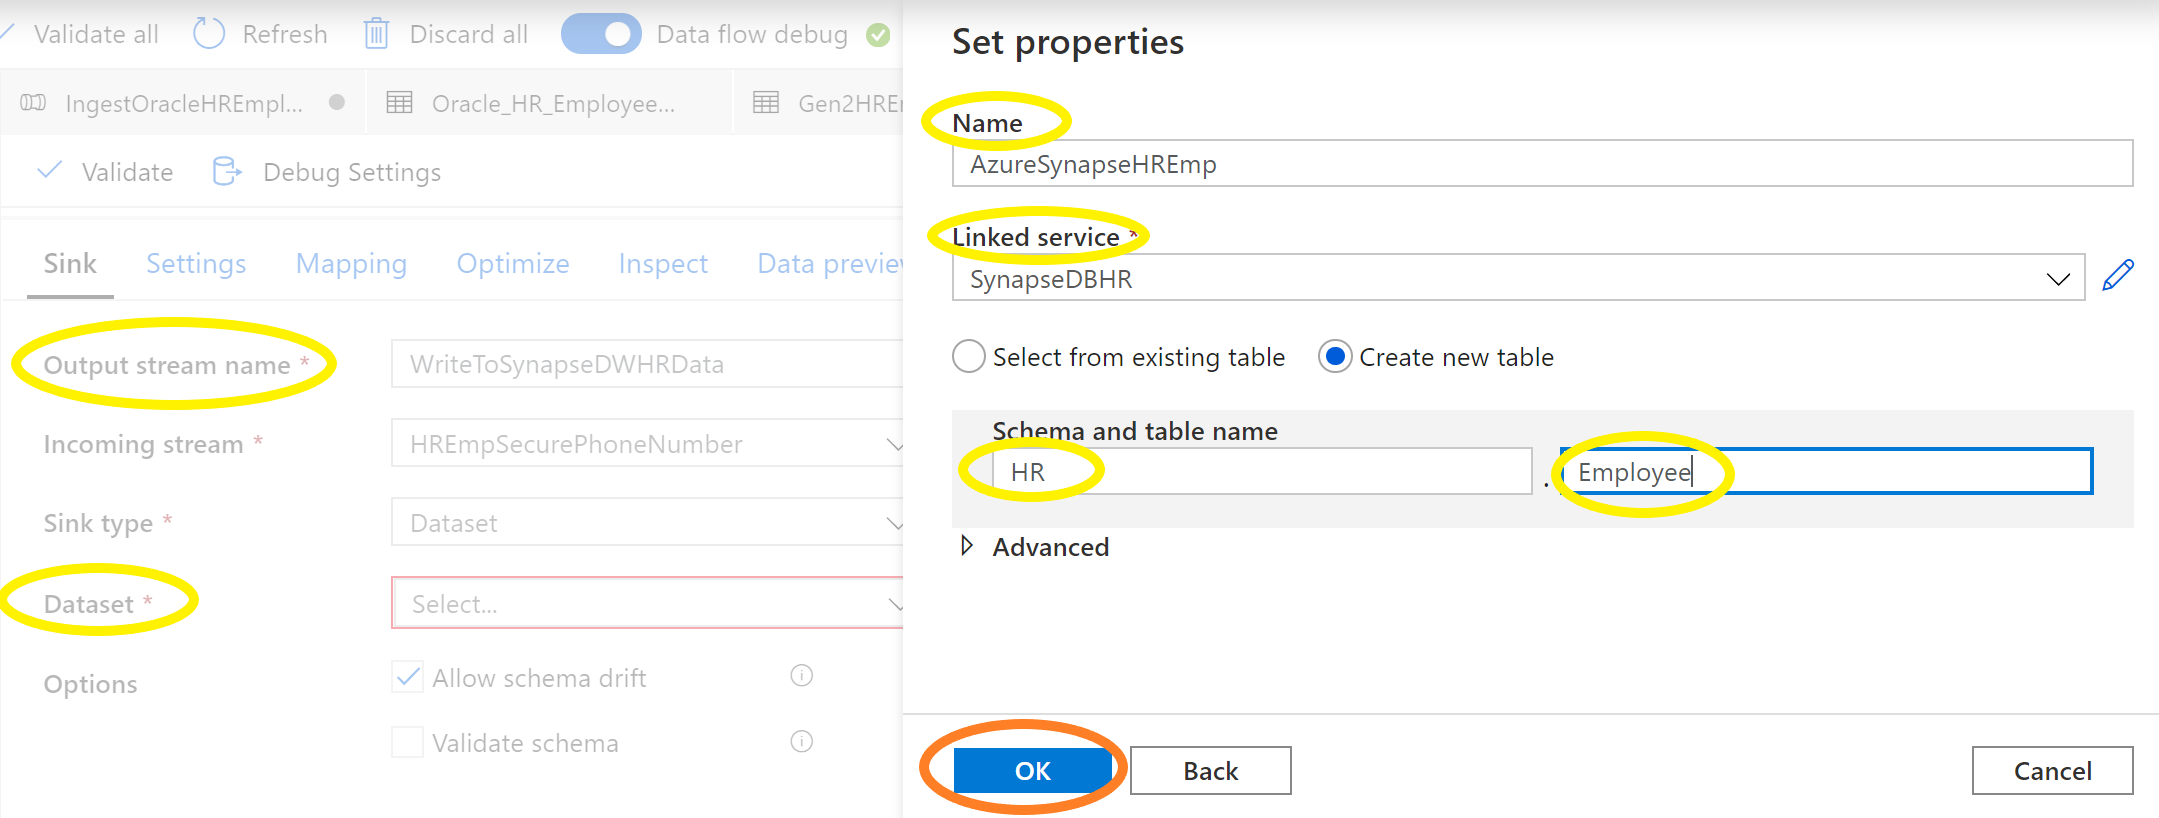 Validate all Refresh Discard all Data flow debug
IngestOracleHREmpl... Oracle_HR_Employee...
Validate Debug Settings
Sink Settings Mapping Optimize Inspect Data preview
Output stream name * WriteToSynapseDWHRData
Incoming stream * HREmpSecurePhoneNumber
Sink type * Dataset
Dataset * Select...
Options Allow schema drift
Validate schema
Set properties
Name
AzureSynapseHREmp
Linked service *
SynapseDBHR
Select from existing table Create new table
Schema and table name
HR . Employee
Advanced
OK Back Cancel